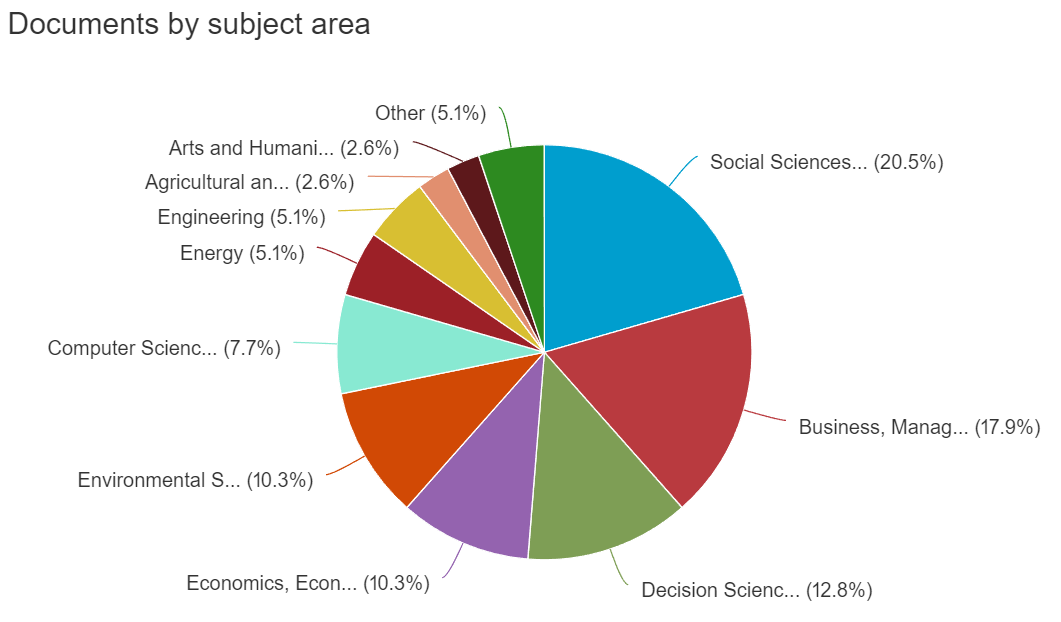 Documents by subject area
Other (5.1%)
Arts and Humani... (2.6%)
Agricultural an... (2.6%)
Engineering (5.1%)
Energy (5.1%)
Computer Scienc... (7.7%)
Environmental S... (10.3%)
Economics, Econ... (10.3%)
Social Sciences... (20.5%)
Business, Manag... (17.9%)
Decision Scienc... (12.8%)